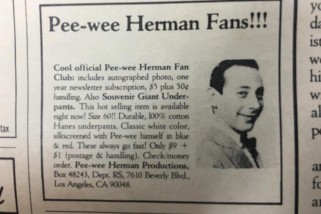 Pee-wee Herman Fans!!!
Cool official Pee-wee Herman Fan
Club: includes autographed photo, one
year newsletter subscription, $5 plus 50¢
handling. Also Souvenir Giant Under-
pants. This hot selling item is available
right now! Size 60!! Durable, 100% cotton
Hanes underpants. Classic white color,
silkscreened with Pee-wee himself in blue
& red. These always go fast! Only $9 +
$1 (postage & handling). Check/money
order. Pee-wee Herman Productions,
Box 48243, Dept. RS, 7610 Beverly Blvd.,
Los Angeles, CA 90048.
tax